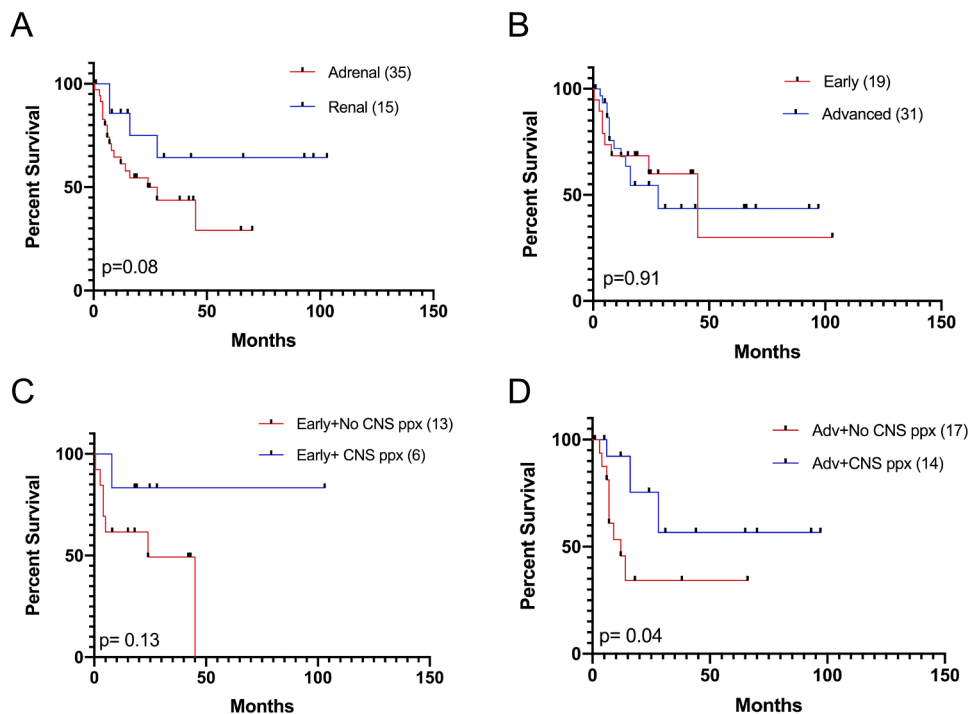 A
Adrenal (35)
Renal (15)
Percent Survival
100
50
0
p=0.08
0 50 100 150
Months
B
Early (19)
Advanced (31)
Percent Survival
100
50
0
p=0.91
0 50 100 150
Months
C
Early+No CNS ppx (13)
Early+ CNS ppx (6)
Percent Survival
100
50
0
p= 0.13
0 50 100 150
Months
D
Adv+No CNS ppx (17)
Adv+CNS ppx (14)
Percent Survival
100
50
0
p= 0.04
0 50 100 150
Months